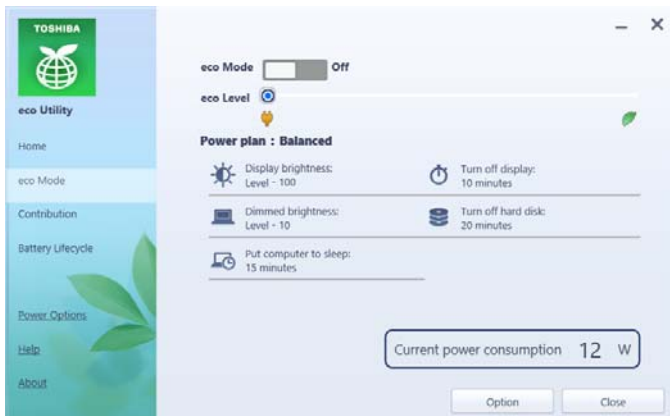 TOSHIBA
eco Utility
Home
eco Mode
Contribution
Battery Lifecycle
Power Options
Help
About
eco Mode Off
eco Level
Power plan : Balanced
Display brightness:
Level - 100
Turn off display:
10 minutes
Dimmed brightness:
Level - 10
Turn off hard disk:
20 minutes
Put computer to sleep:
15 minutes
Current power consumption 12 W
Option Close